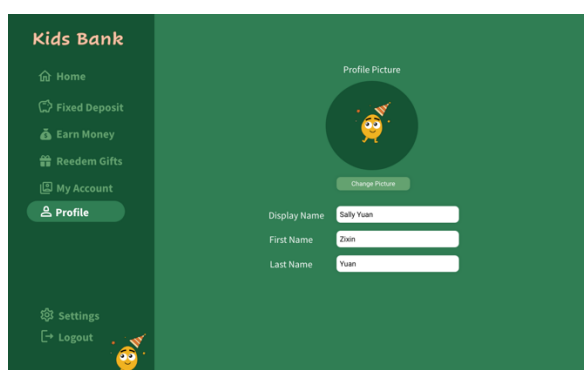 Kids Bank
Home
Fixed Deposit
Earn Money
Reedem Gifts
My Account
Profile
Settings
Logout
Profile Picture
Change Picture
Display Name Sally Yuan
First Name Zixin
Last Name Yuan